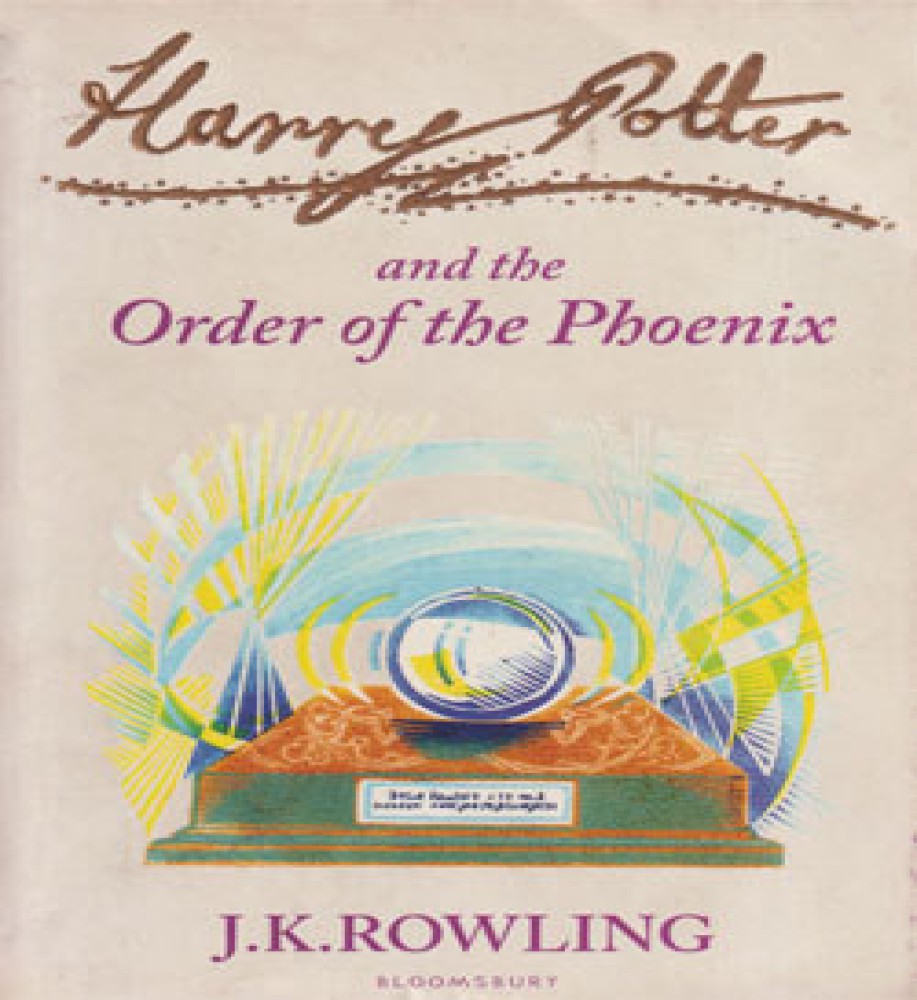 Harry Potter
and the
Order of the Phoenix
J.K.ROWLING
BLOOMSBURY